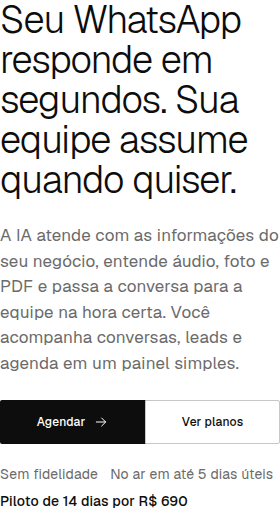 Seu WhatsApp
responde em
segundos. Sua
equipe assume
quando quiser.
A IA atende com as informações do
seu negócio, entende áudio, foto e
PDF e passa a conversa para a
equipe na hora certa. Você
acompanha conversas, leads e
agenda em um painel simples.
Agendar → Ver planos
Sem fidelidade No ar em até 5 dias úteis
Piloto de 14 dias por R$ 690